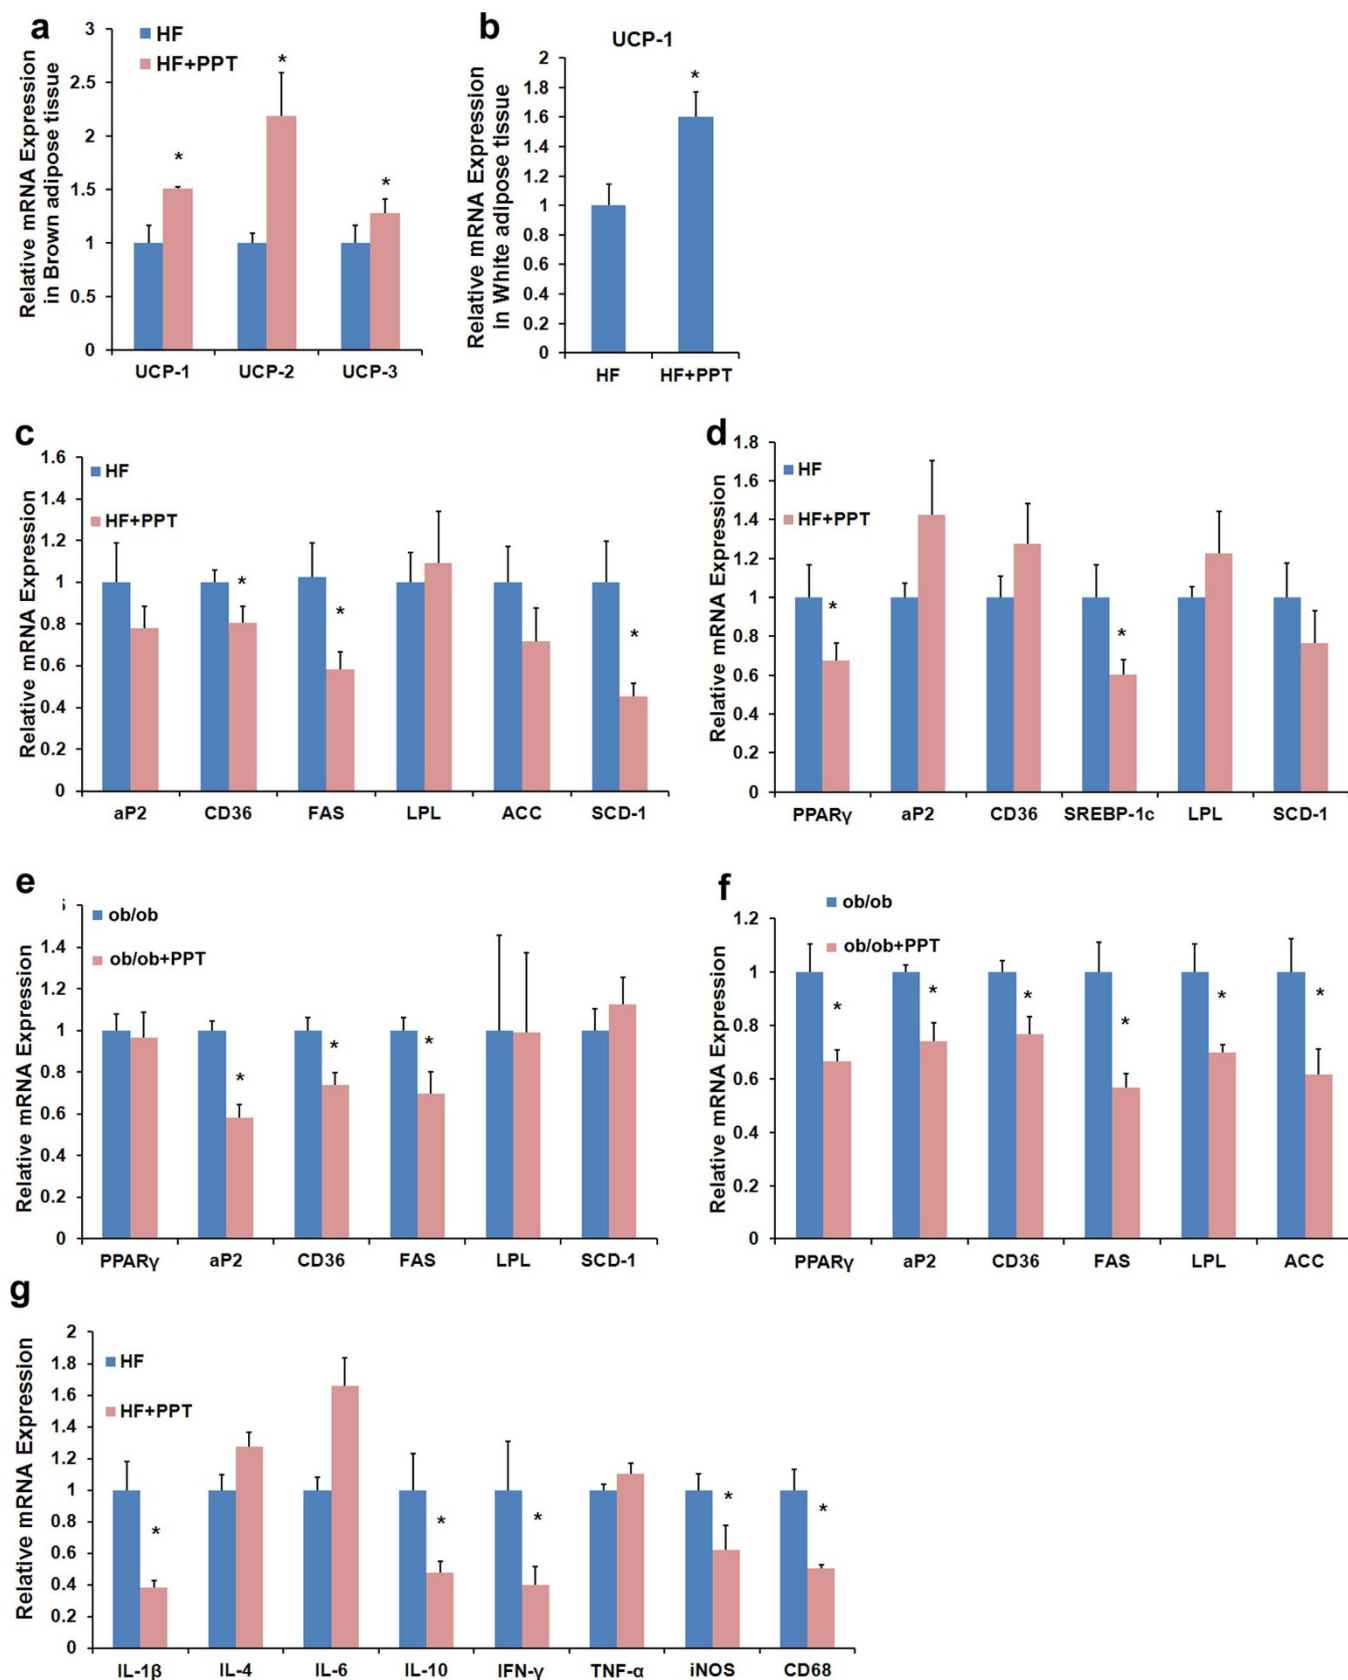 a
Relative mRNA Expression
in Brown adipose tissue
3
2.5
2
1.5
1
0.5
0
HF
HF+PPT
*
*
*
UCP-1 UCP-2 UCP-3
b
UCP-1
Relative mRNA Expression
in White adipose tissue
2
1.8
1.6
1.4
1.2
1
0.8
0.6
0.4
0.2
0
*
HF HF+PPT
c
Relative mRNA Expression
1.6
1.4
1.2
1
0.8
0.6
0.4
0.2
0
HF
HF+PPT
*
*
*
aP2 CD36 FAS LPL ACC SCD-1
d
Relative mRNA Expression
1.8
1.6
1.4
1.2
1
0.8
0.6
0.4
0.2
0
HF
HF+PPT
*
*
PPARγ aP2 CD36 SREBP-1c LPL SCD-1
e
Relative mRNA Expression
1.4
1.2
1
0.8
0.6
0.4
0.2
0
ob/ob
ob/ob+PPT
*
*
*
PPARγ aP2 CD36 FAS LPL SCD-1
f
Relative mRNA Expression
1.2
1
0.8
0.6
0.4
0.2
0
ob/ob
ob/ob+PPT
*
*
*
*
*
*
PPARγ aP2 CD36 FAS LPL ACC
g
Relative mRNA Expression
2
1.8
1.6
1.4
1.2
1
0.8
0.6
0.4
0.2
0
HF
HF+PPT
*
*
*
*
*
IL-1β IL-4 IL-6 IL-10 IFN-γ TNF-α iNOS CD68